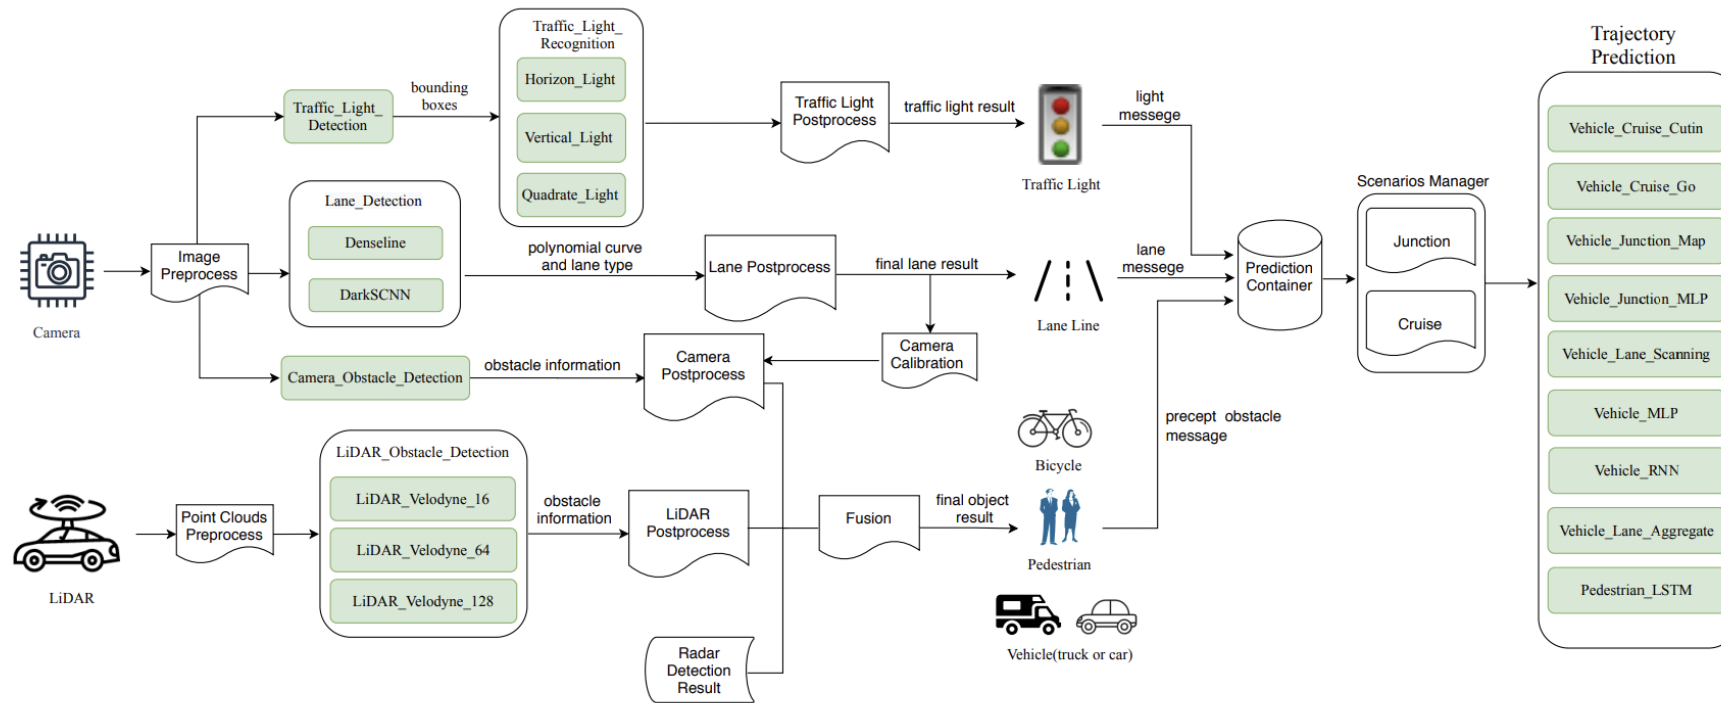 Traffic_Light_
Recognition
Horizon_Light
Vertical_Light
Quadrate_Light
Traffic_Light_
Detection
bounding
boxes
Traffic Light
Postprocess
traffic light result
Traffic Light
light
messege
Camera
Image
Preprocess
Lane_Detection
Denseline
DarkSCNN
polynomial curve
and lane type
Lane Postprocess
final lane result
Lane Line
lane
messege
Camera_Obstacle_Detection
obstacle information
Camera
Postprocess
Camera
Calibration
LiDAR
Point Clouds
Preprocess
LiDAR_Obstacle_Detection
LiDAR_Velodyne_16
LiDAR_Velodyne_64
LiDAR_Velodyne_128
obstacle
information
LiDAR
Postprocess
Radar
Detection
Result
Fusion
final object
result
Bicycle
Pedestrian
Vehicle(truck or car)
precept obstacle
message
Prediction
Container
Scenarios Manager
Junction
Cruise
Trajectory
Prediction
Vehicle_Cruise_Cutin
Vehicle_Cruise_Go
Vehicle_Junction_Map
Vehicle_Junction_MLP
Vehicle_Lane_Scanning
Vehicle_MLP
Vehicle_RNN
Vehicle_Lane_Aggregate
Pedestrian_LSTM